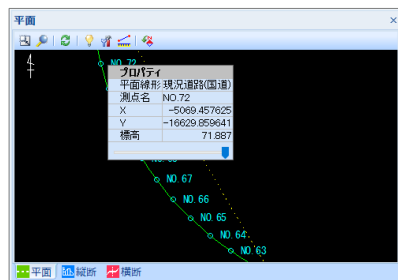 平面
NO.72
プロパティ
平面線形 現況道路(国道)
測点名 NO.72
X -5069.457625
Y -16629.859641
標高 71.887
NO.67
NO.66
NO.65
NO.64
NO.63
平面 縦断 横断